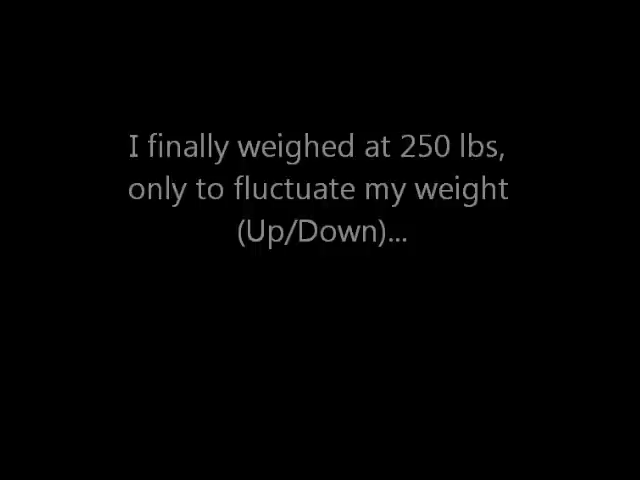 I finally weighed at 250 lbs,
only to fluctuate my weight
(Up/Down)...